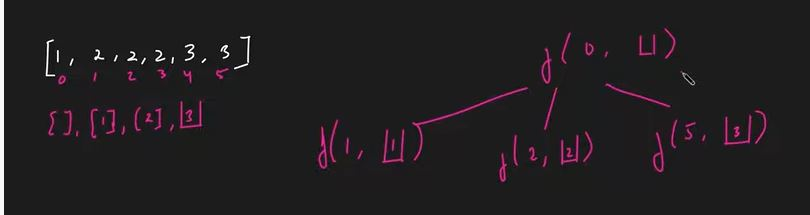 [1, 2, 2, 2, 3, 3]
0 1 2 3 4 5
[], [1], [2], [3]
f(0, [])
f(1, [1]) f(2, [2]) f(5, [3])